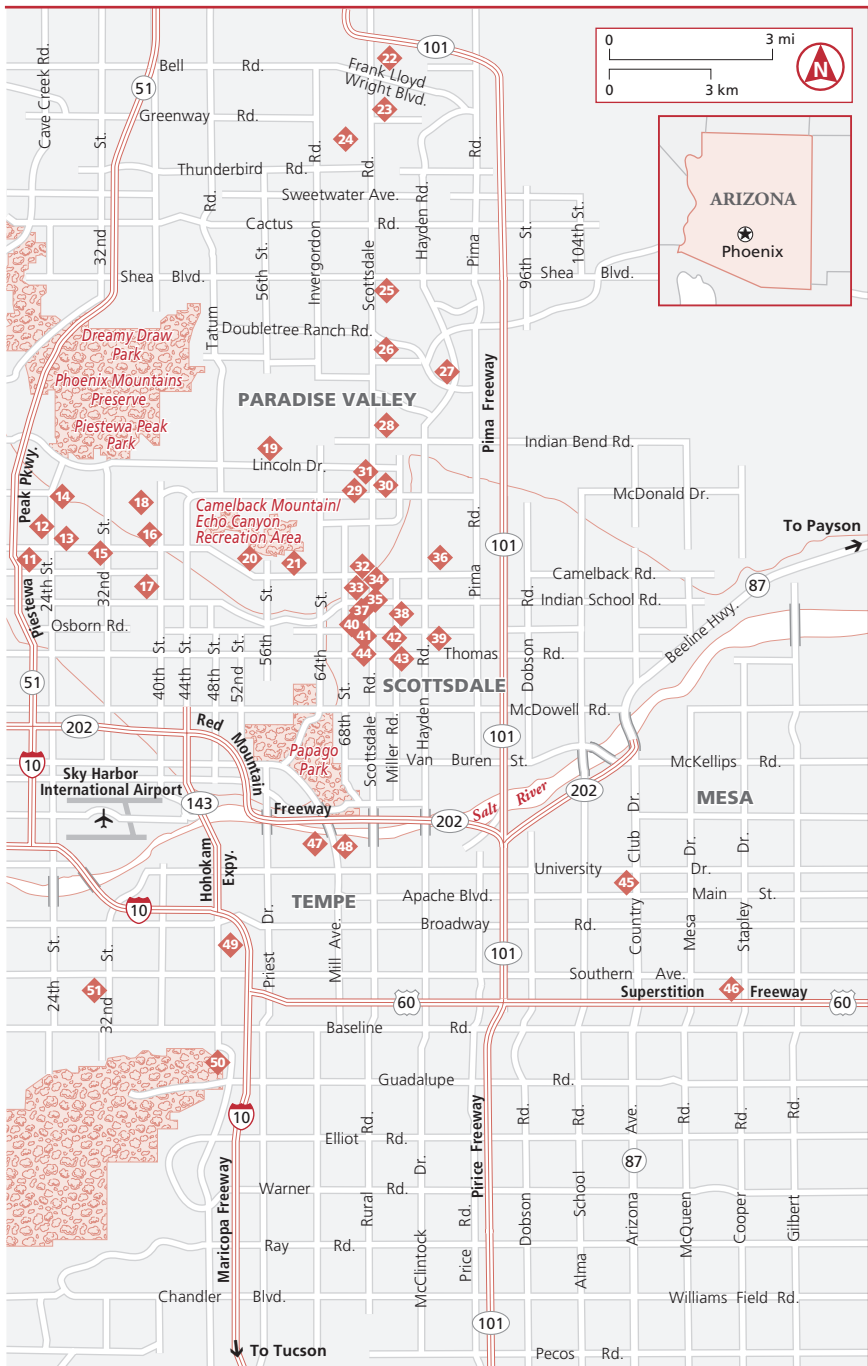 Cave Creek Rd.
51
Bell Rd.
101
22
Frank Lloyd
Wright Blvd.
0 3 mi
0 3 km
N
Greenway Rd.
23
24
32nd St.
Thunderbird Rd.
Invergordon Rd.
Scottsdale Rd.
Hayden Rd.
Pima Rd.
Sweetwater Ave.
Tatum Rd.
Cactus Rd.
56th St.
96th St.
104th St.
ARIZONA
Phoenix
Shea Blvd.
Shea Blvd.
25
Doubletree Ranch Rd.
26
27
Dreamy Draw
Park
Phoenix Mountains
Preserve
Piestewa Peak
Park
PARADISE VALLEY
Pima Freeway
28
19
Indian Bend Rd.
Lincoln Dr.
31
30
29
McDonald Dr.
Piestewa Peak Pkwy.
14
18
12
13
16
15
11
17
Camelback Mountain/
Echo Canyon
Recreation Area
20
21
32
34
33
35
36
37
38
40
41
42
39
44
43
24th St.
32nd St.
Pima Rd.
101
To Payson
Camelback Rd.
87
Indian School Rd.
Beeline Hwy.
Osborn Rd.
40th St.
44th St.
48th St.
52nd St.
56th St.
64th St.
68th St.
Scottsdale Rd.
Miller Rd.
Hayden Rd.
Thomas Rd.
Dobson Rd.
SCOTTSDALE
51
McDowell Rd.
202
Red Mountain
Freeway
Papago
Park
101
Van Buren St.
McKellips Rd.
10
Sky Harbor
International Airport
143
202
Salt River
202
MESA
Hohokam
Expy.
47
48
University Dr.
Country Club Dr.
45
Mesa Dr.
Stapley Dr.
TEMPE
Apache Blvd.
Main St.
10
Broadway Rd.
49
Priest Dr.
Mill Ave.
101
24th St.
32nd St.
51
Southern Ave.
46
Superstition Freeway
60
60
Baseline Rd.
50
Guadalupe Rd.
10
Elliot Rd.
Maricopa Freeway
Rural Rd.
McClintock Dr.
Price Rd.
Pirice Freeway
Dobson Rd.
Alma School Rd.
Arizona Ave.
87
McQueen Rd.
Cooper Rd.
Gilbert Rd.
Warner Rd.
Ray Rd.
Chandler Blvd.
Williams Field Rd.
101
To Tucson
Pecos Rd.